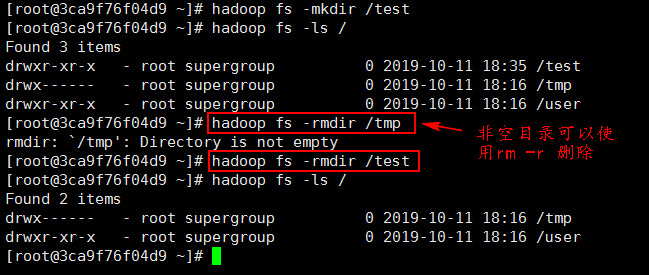 [root@3ca9f76f04d9 ~]# hadoop fs -mkdir /test
[root@3ca9f76f04d9 ~]# hadoop fs -ls /
Found 3 items
drwxr-xr-x   - root supergroup          0 2019-10-11 18:35 /test
drwx------   - root supergroup          0 2019-10-11 18:16 /tmp
drwxr-xr-x   - root supergroup          0 2019-10-11 18:16 /user
[root@3ca9f76f04d9 ~]# hadoop fs -rmdir /tmp
rmdir: `/tmp': Directory is not empty
非空目录可以使
用rm -r 删除
[root@3ca9f76f04d9 ~]# hadoop fs -rmdir /test
[root@3ca9f76f04d9 ~]# hadoop fs -ls /
Found 2 items
drwx------   - root supergroup          0 2019-10-11 18:16 /tmp
drwxr-xr-x   - root supergroup          0 2019-10-11 18:16 /user
[root@3ca9f76f04d9 ~]#